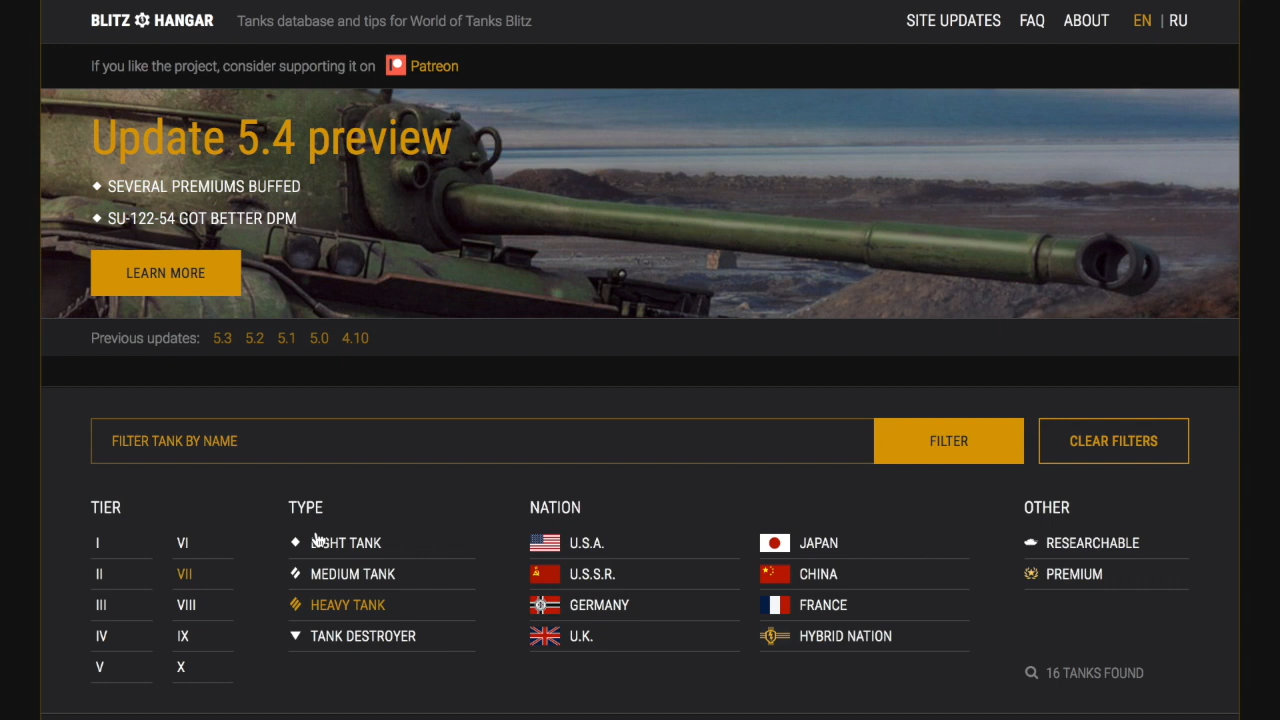 BLITZ HANGAR Tanks database and tips for World of Tanks Blitz SITE UPDATES FAQ ABOUT EN | RU
If you like the project, consider supporting it on Patreon
Update 5.4 preview
SEVERAL PREMIUMS BUFFED
SU-122-54 GOT BETTER DPM
LEARN MORE
Previous updates: 5.3 5.2 5.1 5.0 4.10
FILTER TANK BY NAME FILTER CLEAR FILTERS
TIER TYPE NATION OTHER
I VI LIGHT TANK U.S.A. JAPAN RESEARCHABLE
II VII MEDIUM TANK U.S.S.R. CHINA PREMIUM
III VIII HEAVY TANK GERMANY FRANCE
IV IX TANK DESTROYER U.K. HYBRID NATION
V X 16 TANKS FOUND